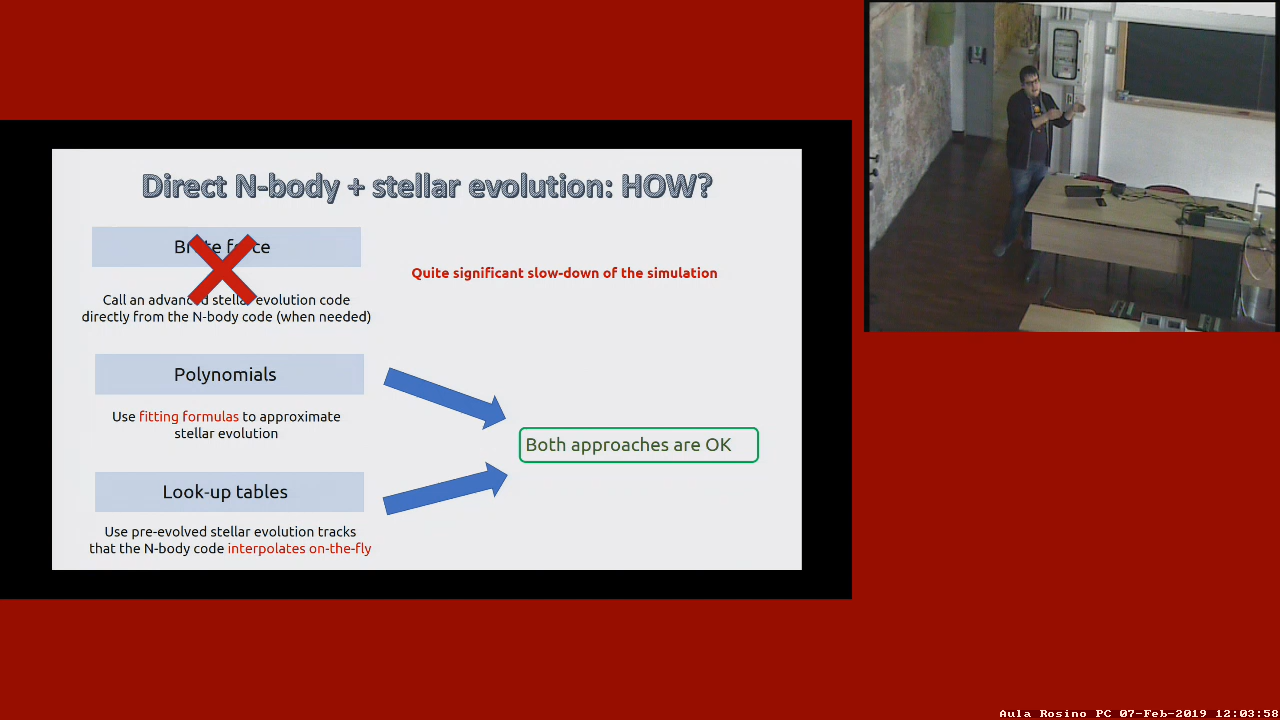 Direct N-body + stellar evolution: HOW?
Brute force
Quite significant slow-down of the simulation
Call an advanced stellar evolution code
directly from the N-body code (when needed)
Polynomials
Use fitting formulas to approximate
stellar evolution
Both approaches are OK
Look-up tables
Use pre-evolved stellar evolution tracks
that the N-body code interpolates on-the-fly
Aula Rosino PC 07-Feb-2019 12:03:58